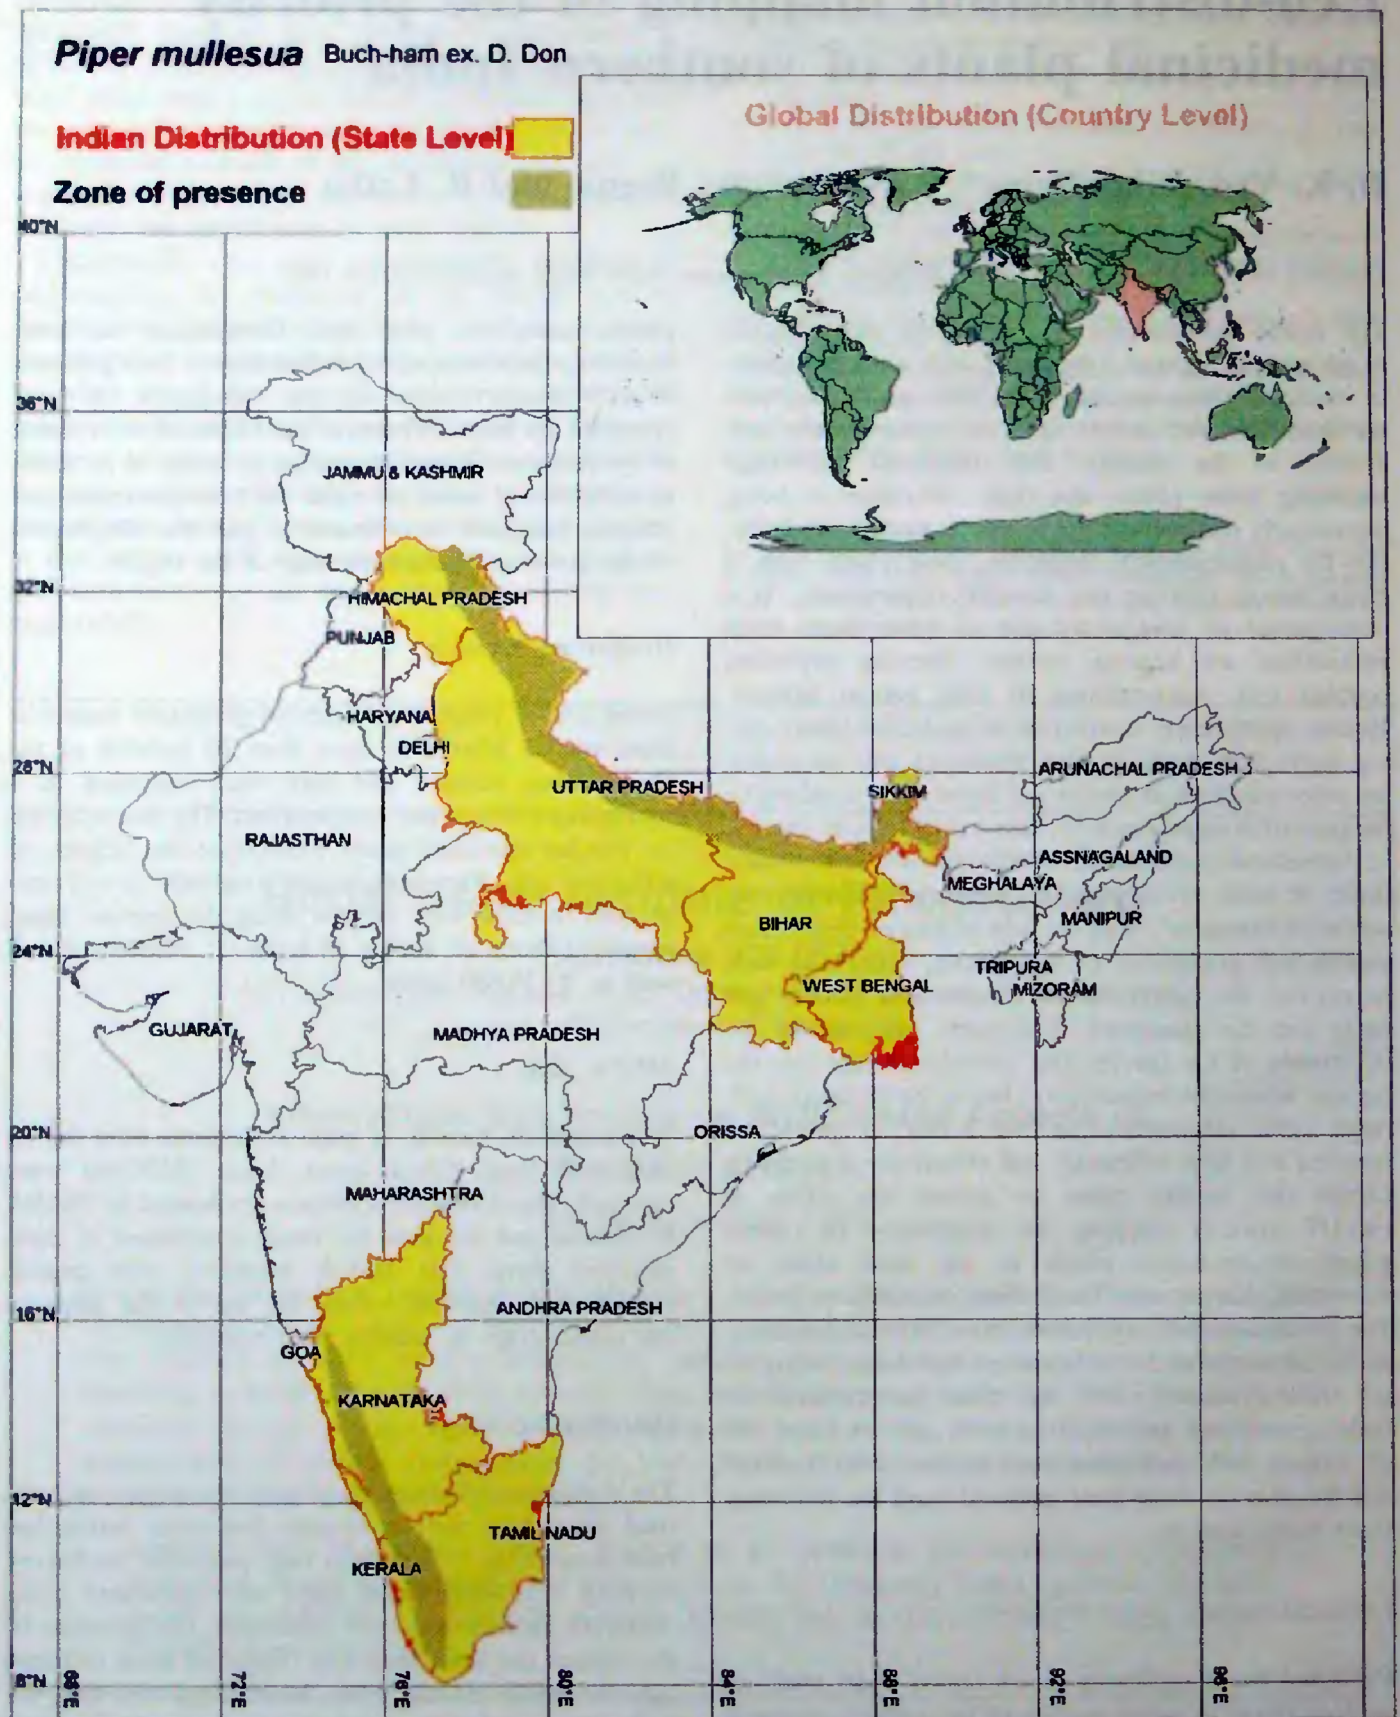 Piper mullesua Buch-ham ex. D. Don
Indian Distribution (State Level)
Zone of presence
Global Distribution (Country Level)
40°N
36°N
JAMMU & KASHMIR
32°N
HIMACHAL PRADESH
PUNJAB
HARYANA
DELHI
28°N
UTTAR PRADESH
SIKKIM
ARUNACHAL PRADESH
RAJASTHAN
ASSNAGALAND
MEGHALAYA
BIHAR
MANIPUR
24°N
TRIPURA
WEST BENGAL
MIZORAM
GUJARAT
MADHYA PRADESH
20°N
ORISSA
MAHARASHTRA
16°N
ANDHRA PRADESH
GOA
KARNATAKA
12°N
TAMIL NADU
KERALA
8°N
68°E
72°E
76°E
80°E
84°E
88°E
92°E
96°E